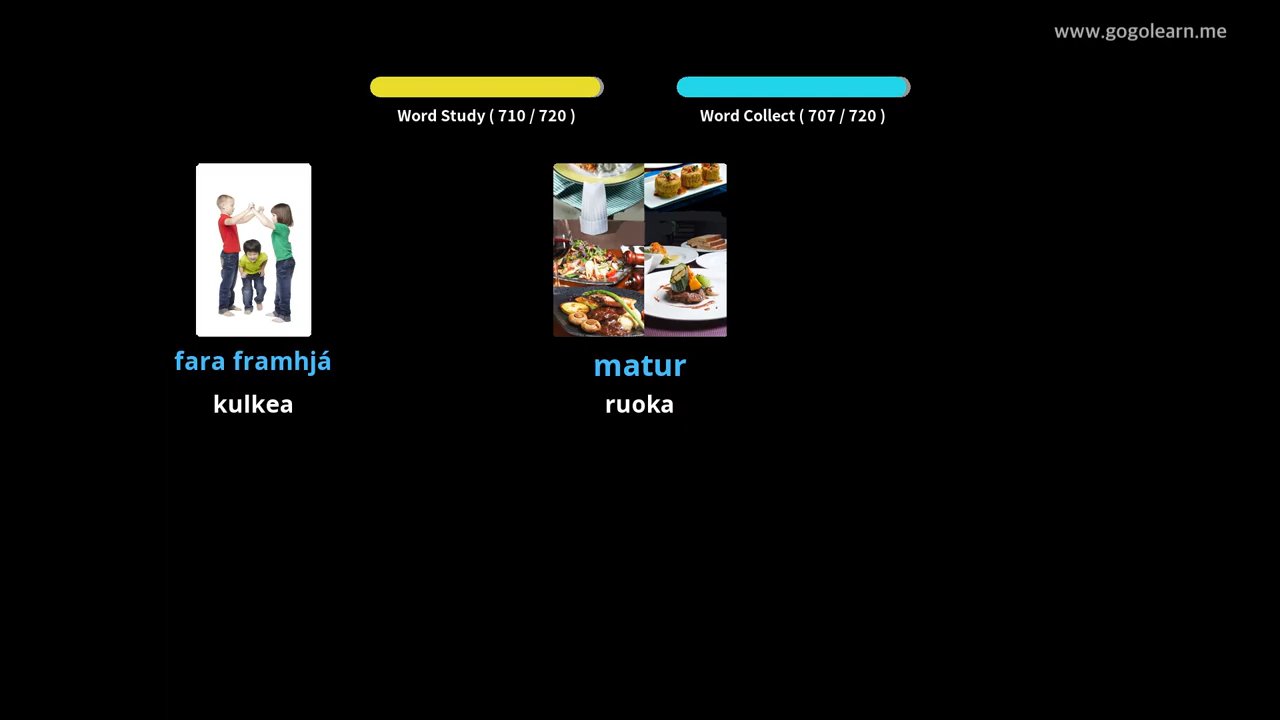 www.gogolearn.me
Word Study ( 710 / 720 )
Word Collect ( 707 / 720 )
fara framhjá
matur
kulkea
ruoka